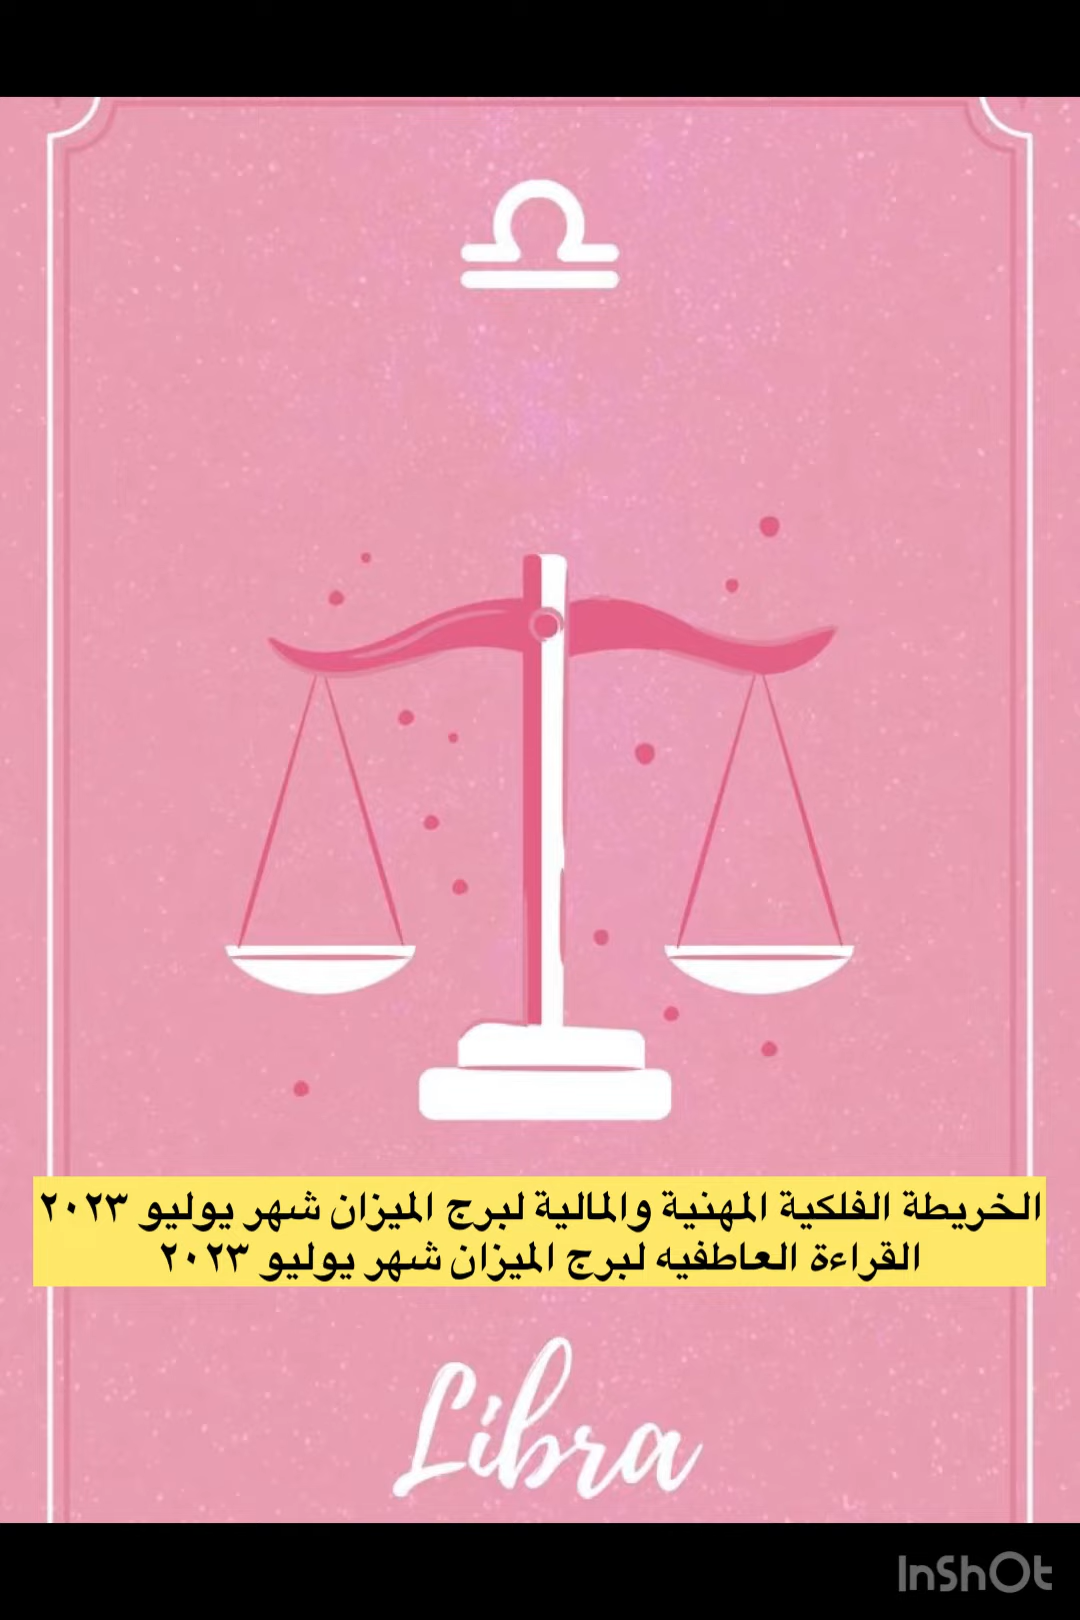 الخريطة الفلكية المهنية والمالية لبرج الميزان شهر يوليو ٢٠٢٣
القراءة العاطفيه لبرج الميزان شهر يوليو ٢٠٢٣
Libra
InShOt